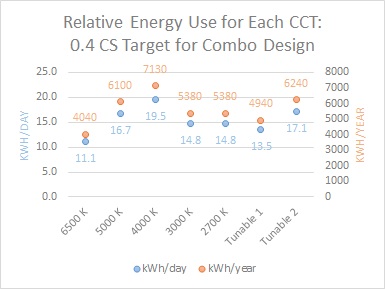 Relative Energy Use for Each CCT:
0.4 CS Target for Combo Design
25.0
20.0
15.0
10.0
5.0
0.0
KWH/DAY
4040
6100
7130
5380
5380
4940
6240
11.1
16.7
19.5
14.8
14.8
13.5
17.1
8000
7000
6000
5000
4000
3000
2000
1000
0
KWH/YEAR
6500 K
5000 K
4000 K
3000 K
2700 K
Tunable 1
Tunable 2
kWh/day
kWh/year